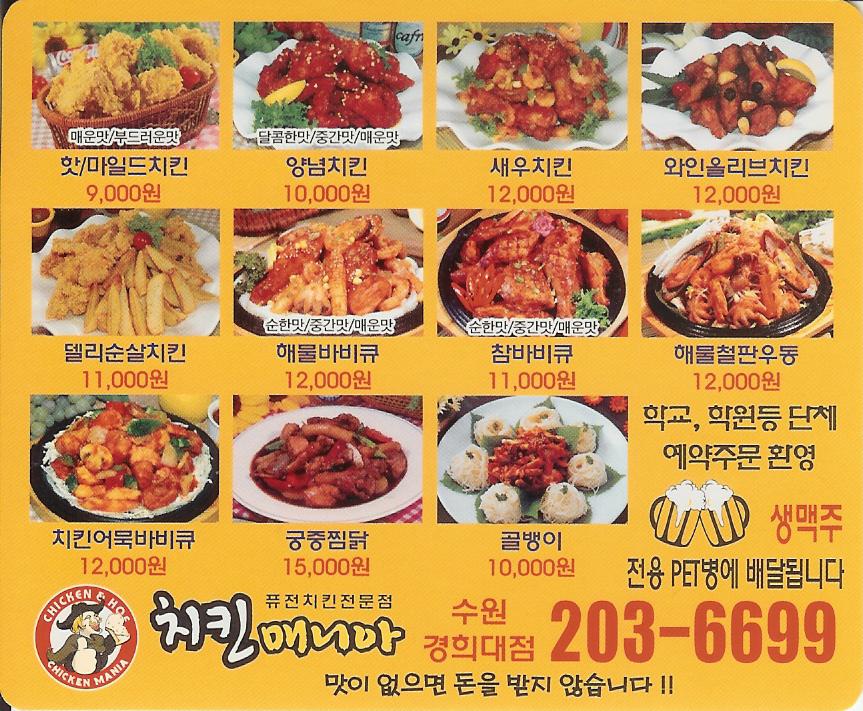 매운맛/부드러운맛
달콤한맛/중간맛/매운맛
핫/마일드치킨
양념치킨
새우치킨
와인올리브치킨
9,000원
10,000원
12,000원
12,000원
순한맛/중간맛/매운맛
순한맛/중간맛/매운맛
델리순살치킨
해물바비큐
참바비큐
해물철판우동
11,000원
12,000원
11,000원
12,000원
학교, 학원등 단체
예약주문 환영
생맥주
전용 PET병에 배달됩니다
치킨어묵바비큐
궁중찜닭
골뱅이
12,000원
15,000원
10,000원
CHICKEN & HOF
CHICKEN MANIA
퓨전치킨전문점
치킨매니아
수원
경희대점
203-6699
맛이 없으면 돈을 받지 않습니다 !!